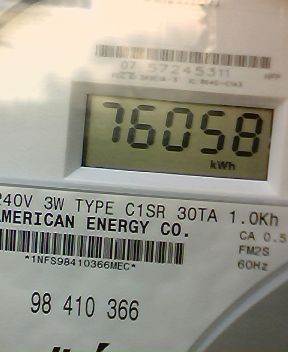 07 57245311
76058
kWh
240V 3W TYPE C1SR 30TA 1.0Kh
AMERICAN ENERGY CO.
CA 0.5
FM2S
*1NFS98410366MEC*
60Hz
98 410 366